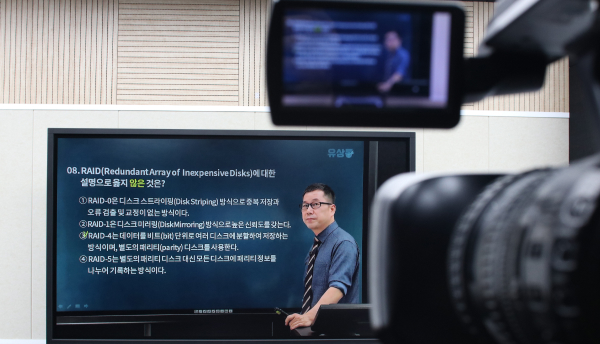 유상
08. RAID(Redundant Array of Inexpensive Disks)에 대한
설명으로 옳지 않은 것은?
① RAID-0은 디스크 스트라이핑(Disk Striping) 방식으로 중복 저장과
오류 검출 및 교정이 없는 방식이다.
② RAID-1은 디스크 미러링(Disk Mirroring) 방식으로 높은 신뢰도를 갖는다.
③ RAID-4는 데이터를 비트(bit) 단위로 여러 디스크에 분할하여 저장하는
방식이며, 별도의 패리티(parity) 디스크를 사용한다.
④ RAID-5는 별도의 패리티 디스크 대신 모든 디스크에 패리티 정보를
나누어 기록하는 방식이다.